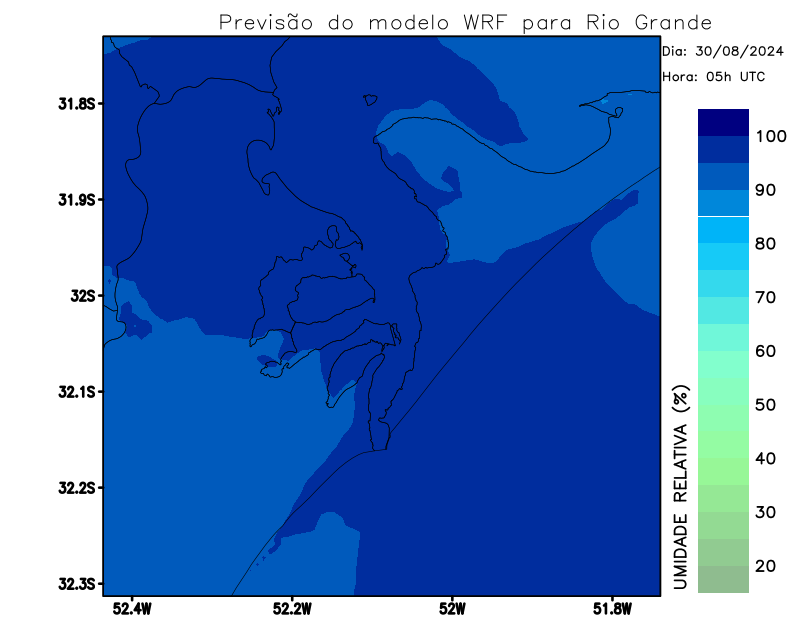 Previsão do modelo WRF para Rio Grande
Dia: 30/08/2024
Hora: 05h UTC
31.8S
31.9S
32S
32.1S
32.2S
32.3S
52.4W
52.2W
52W
51.8W
UMIDADE RELATIVA (%)
100
90
80
70
60
50
40
30
20